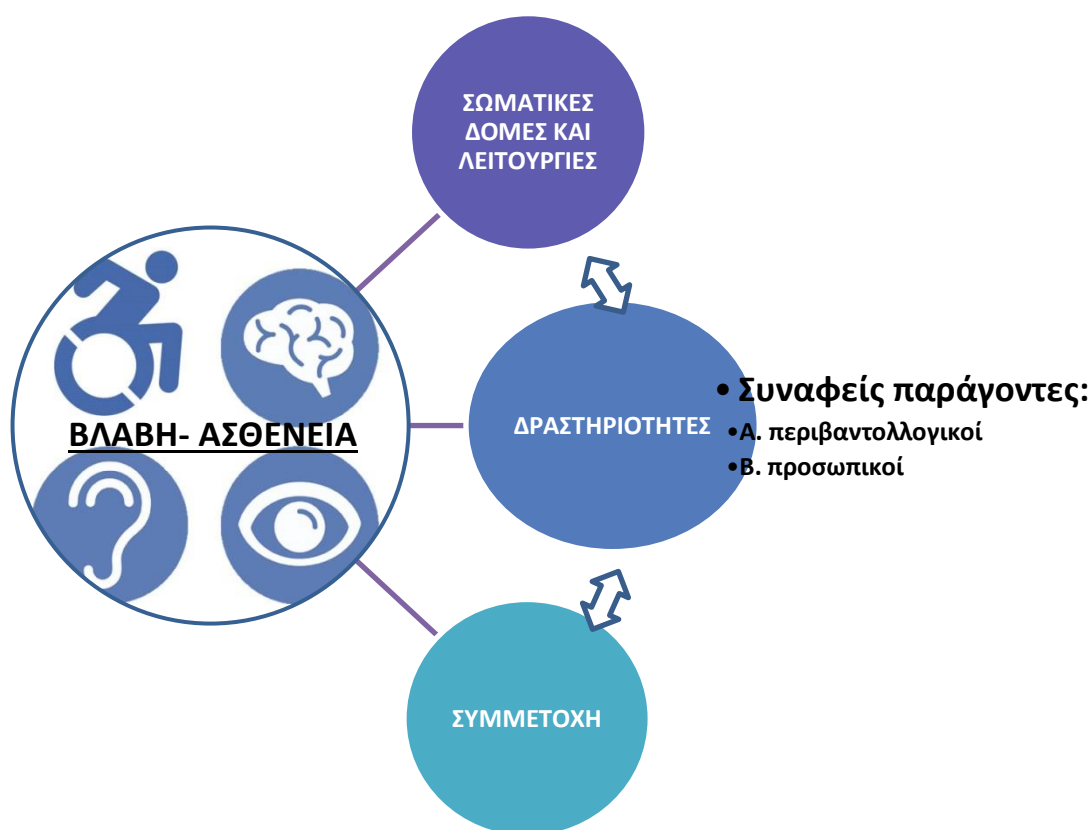 ΣΩΜΑΤΙΚΕΣ
ΔΟΜΕΣ ΚΑΙ
ΛΕΙΤΟΥΡΓΙΕΣ
ΒΛΑΒΗ- ΑΣΘΕΝΕΙΑ
ΔΡΑΣΤΗΡΙΟΤΗΤΕΣ
• Συναφείς παράγοντες:
•Α. περιβαντολλογικοί
•Β. προσωπικοί
ΣΥΜΜΕΤΟΧΗ